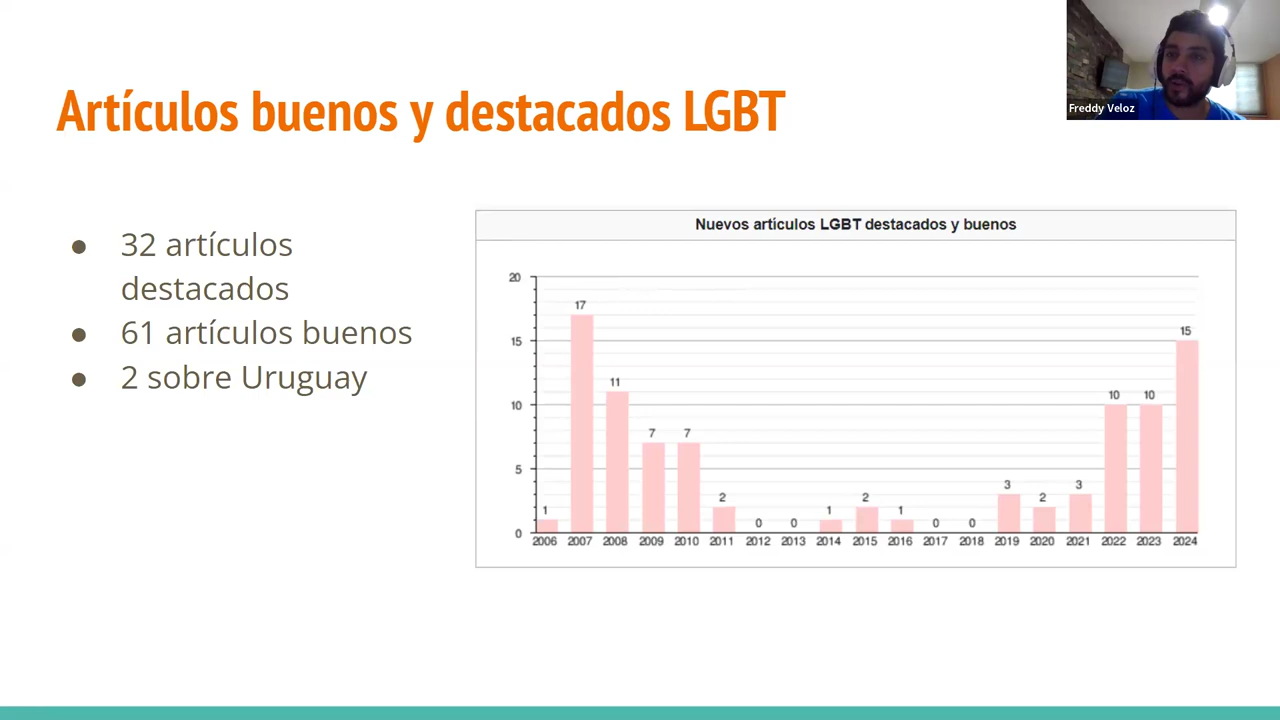 Freddy Veloz
Artículos buenos y destacados LGBT
● 32 artículos
destacados
● 61 artículos buenos
● 2 sobre Uruguay
Nuevos artículos LGBT destacados y buenos
20
15
10
5
0
1 17 11 7 7 2 0 0 1 2 1 0 0 3 2 3 10 10 15
2006 2007 2008 2009 2010 2011 2012 2013 2014 2015 2016 2017 2018 2019 2020 2021 2022 2023 2024